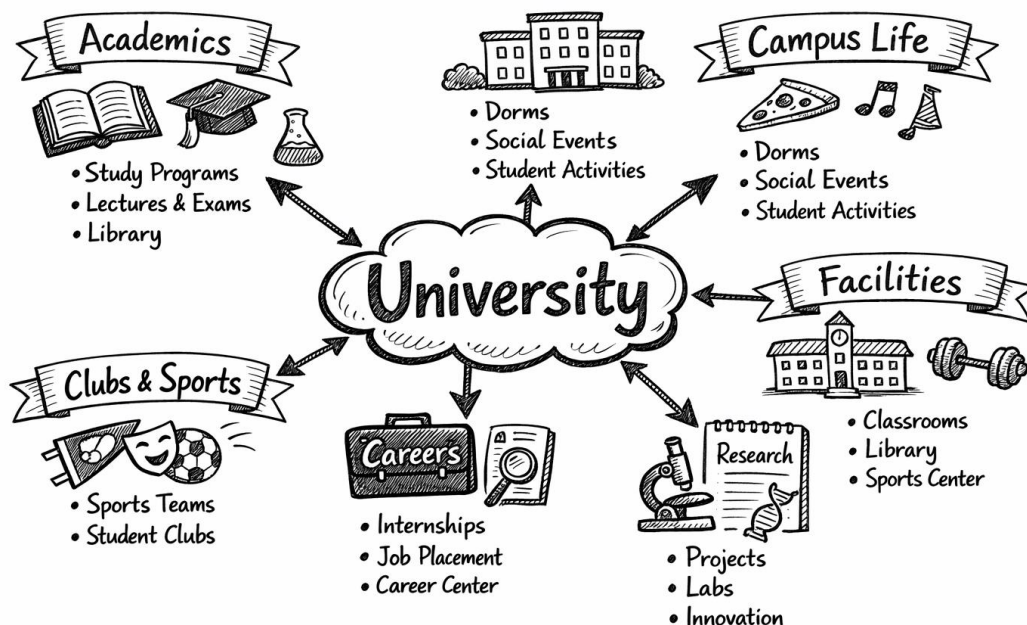 Academics
• Study Programs
• Lectures & Exams
• Library
• Dorms
• Social Events
• Student Activities
Campus Life
• Dorms
• Social Events
• Student Activities
University
Facilities
• Classrooms
• Library
• Sports Center
Clubs & Sports
• Sports Teams
• Student Clubs
Careers
• Internships
• Job Placement
• Career Center
Research
• Projects
• Labs
• Innovation